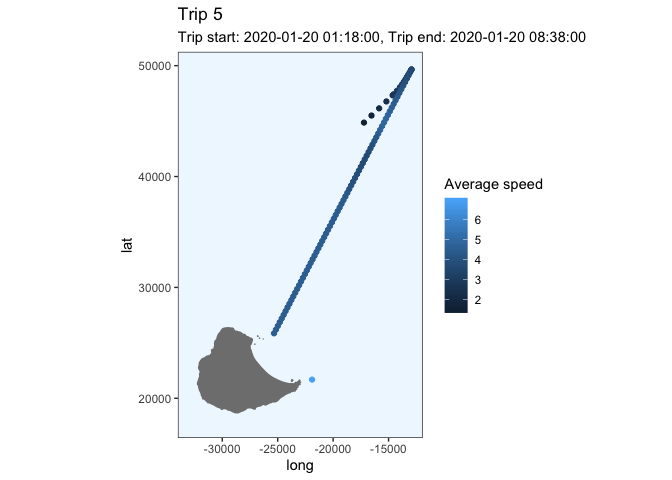 Trip 5
Trip start: 2020-01-20 01:18:00, Trip end: 2020-01-20 08:38:00
50000
40000
30000
20000
lat
-30000 -25000 -20000 -15000
long
Average speed
6
5
4
3
2